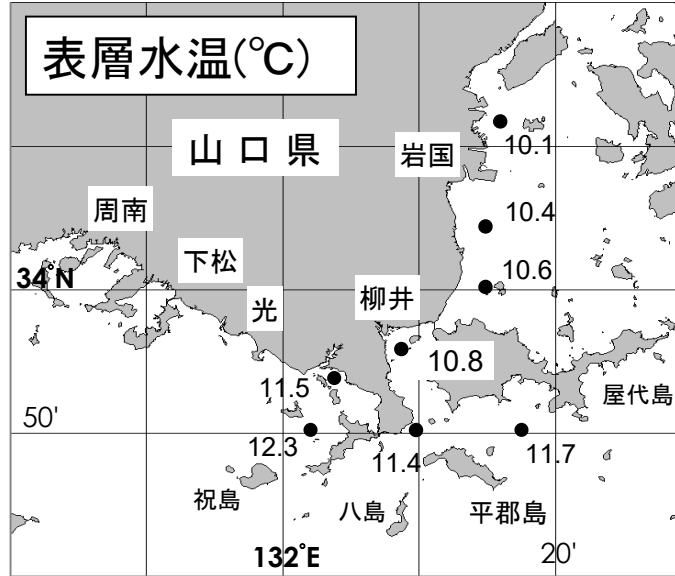 表層水温(℃)
山口県
岩国
10.1
周南
10.4
下松
34°N
10.6
光
柳井
10.8
11.5
屋代島
50'
12.3
11.4
11.7
祝島
八島
平郡島
132°E
20'